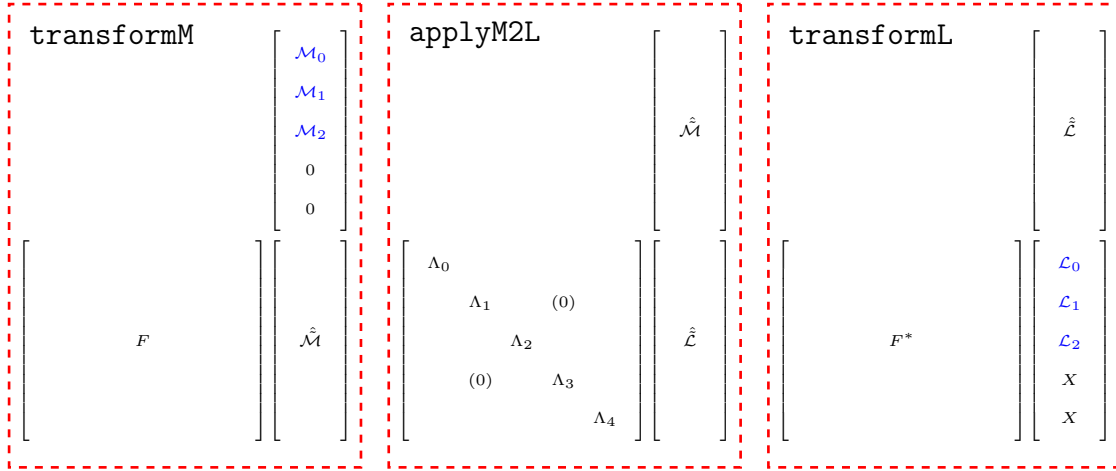 transformM
M₀
M₁
M₂
0
0
F
M̃̂
applyM2L
M̃̂
Λ₀
Λ₁ (0)
Λ₂
(0) Λ₃
Λ₄
L̃̂
transformL
L̃̂
F*
L₀
L₁
L₂
X
X